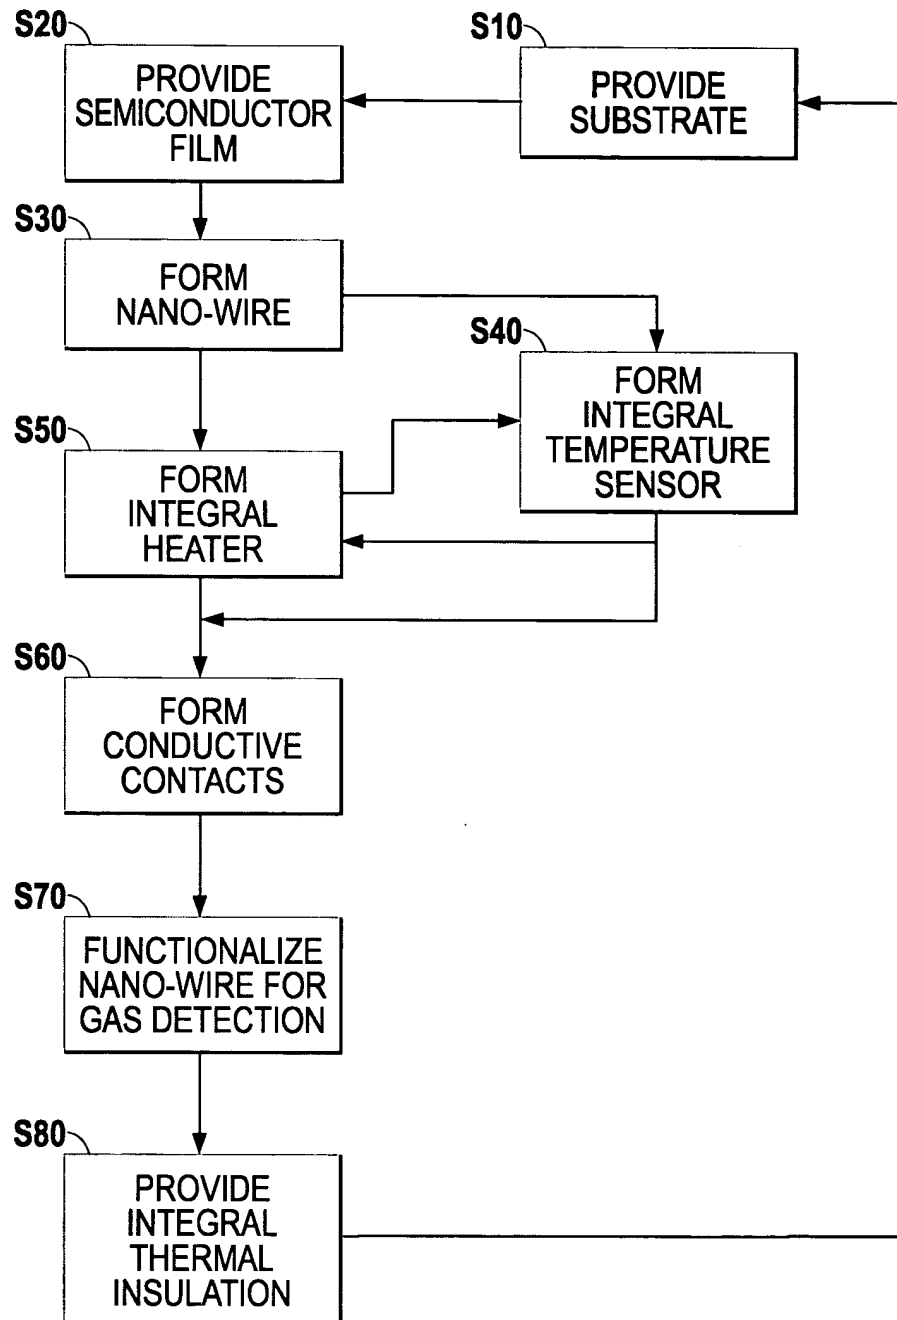 S20
PROVIDE
SEMICONDUCTOR
FILM
S10
PROVIDE
SUBSTRATE
S30
FORM
NANO-WIRE
S40
FORM
INTEGRAL
TEMPERATURE
SENSOR
S50
FORM
INTEGRAL
HEATER
S60
FORM
CONDUCTIVE
CONTACTS
S70
FUNCTIONALIZE
NANO-WIRE FOR
GAS DETECTION
S80
PROVIDE
INTEGRAL
THERMAL
INSULATION